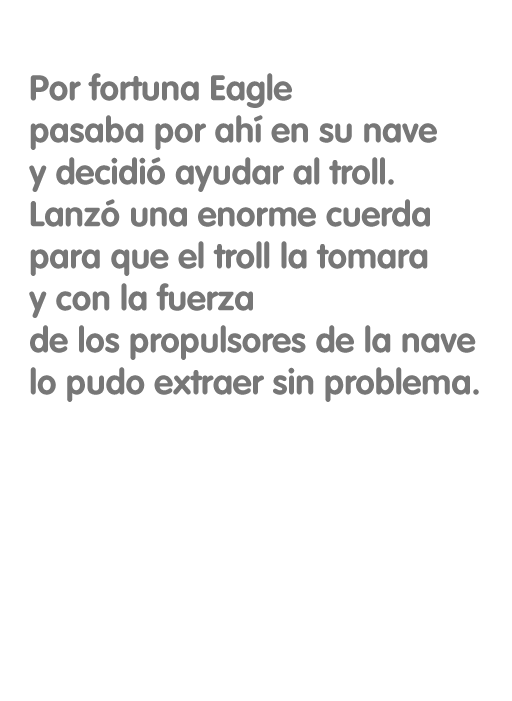 Por fortuna Eagle
pasaba por ahí en su nave
y decidió ayudar al troll.
Lanzó una enorme cuerda
para que el troll la tomara
y con la fuerza
de los propulsores de la nave
lo pudo extraer sin problema.